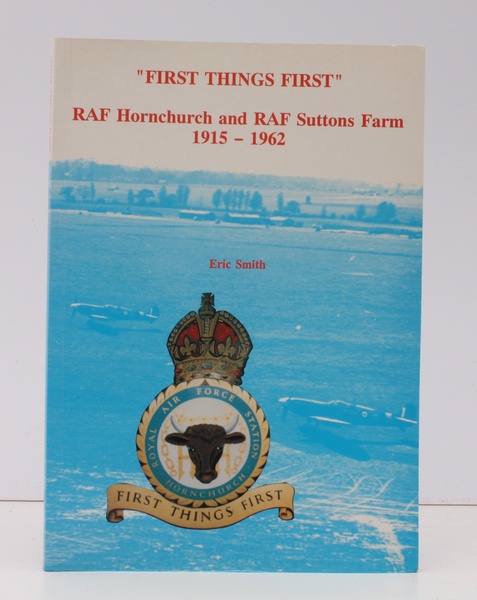 "FIRST THINGS FIRST"
RAF Hornchurch and RAF Suttons Farm
1915 – 1962
Eric Smith
ROYAL AIR FORCE STATION
HORNCHURCH
FIRST THINGS FIRST